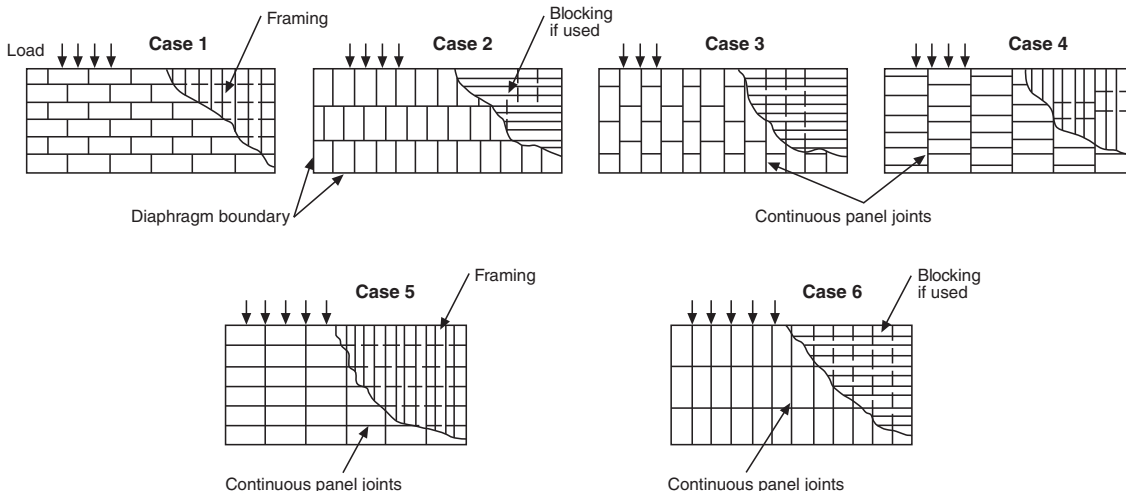 Framing
Blocking
if used
Load
Case 1
Case 2
Case 3
Case 4
Diaphragm boundary
Continuous panel joints
Framing
Blocking
if used
Case 5
Case 6
Continuous panel joints
Continuous panel joints